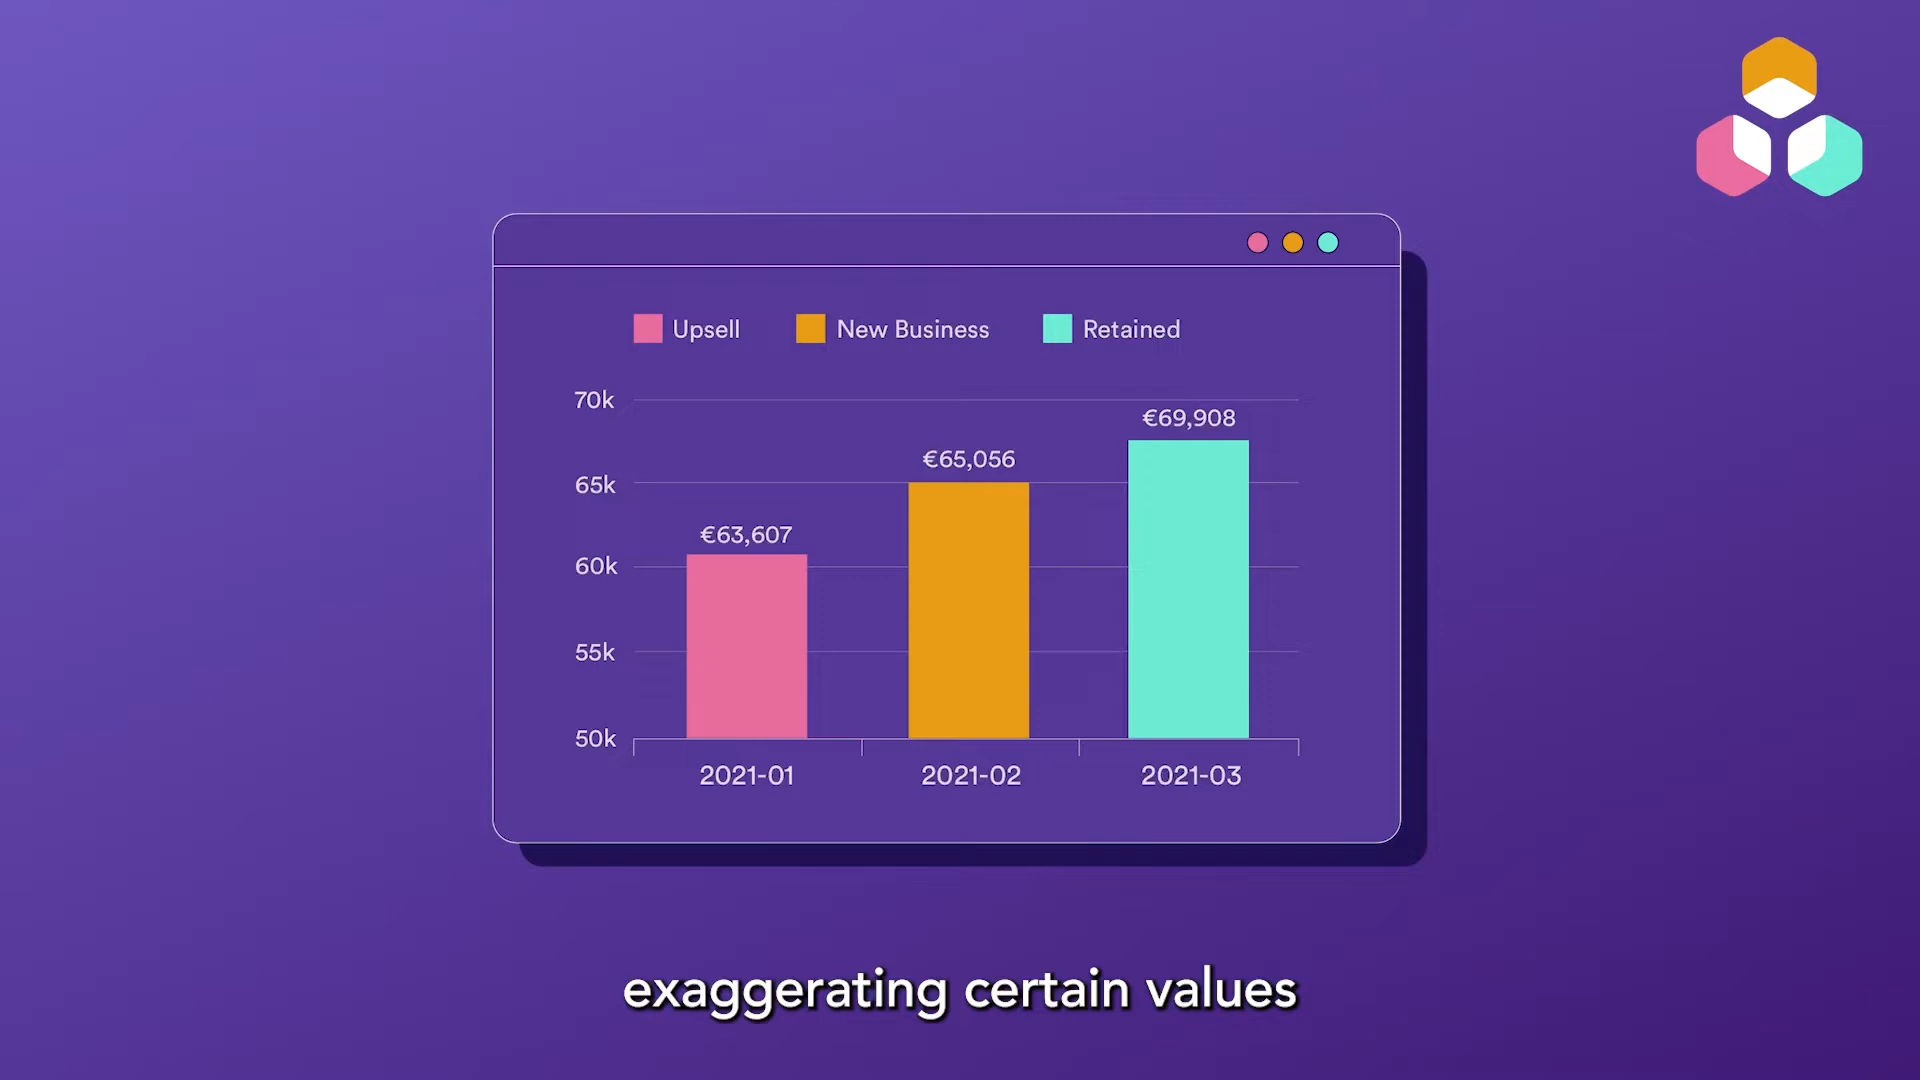 Upsell New Business Retained
70k
€69,908
€65,056
65k
€63,607
60k
55k
50k
2021-01 2021-02 2021-03
exaggerating certain values